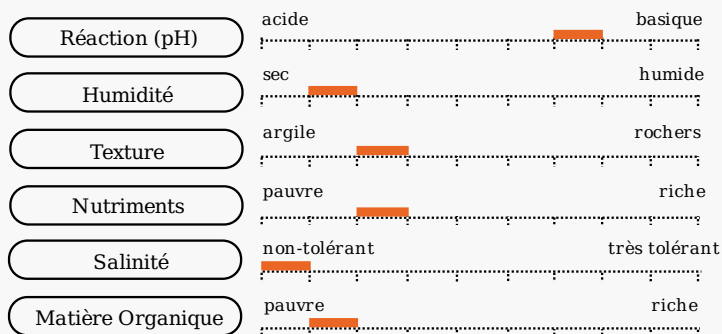 Réaction (pH) acide basique
Humidité sec humide
Texture argile rochers
Nutriments pauvre riche
Salinité non-tolérant très tolérant
Matière Organique pauvre riche